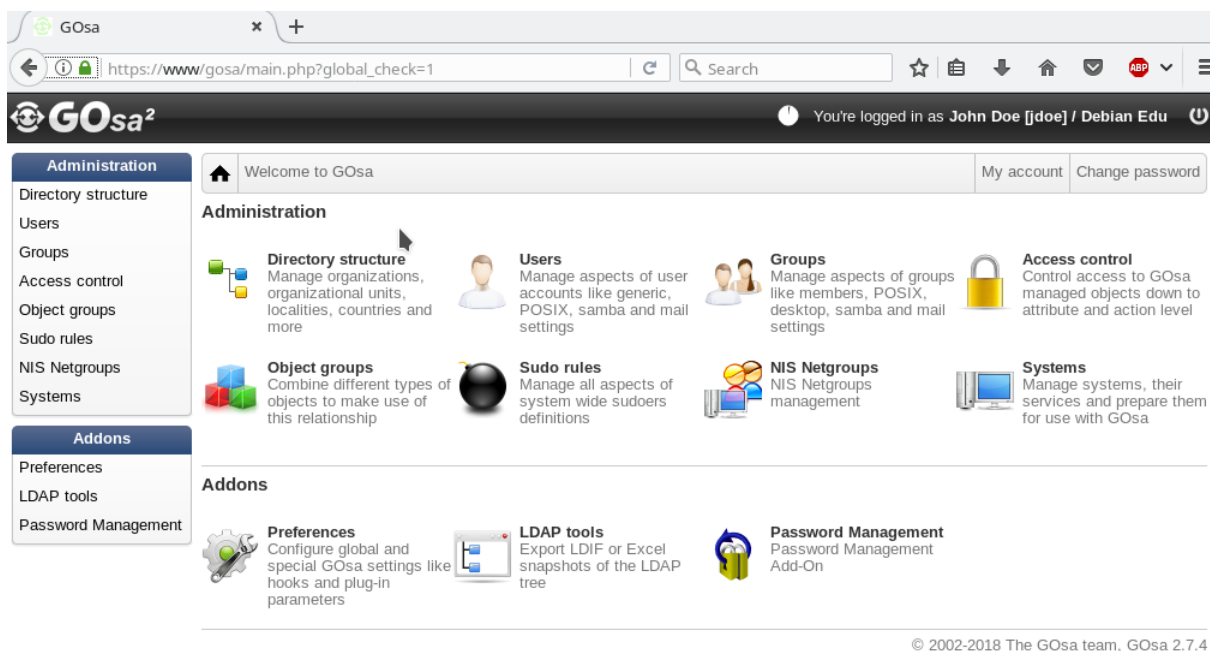 GOsa
https://www/gosa/main.php?global_check=1
Search
ABP
GOsa²
You're logged in as John Doe [jdoe] / Debian Edu
Administration
Directory structure
Users
Groups
Access control
Object groups
Sudo rules
NIS Netgroups
Systems
Addons
Preferences
LDAP tools
Password Management
Welcome to GOsa
My account
Change password
Administration
Directory structure
Manage organizations,
organizational units,
localities, countries and
more
Users
Manage aspects of user
accounts like generic,
POSIX, samba and mail
settings
Groups
Manage aspects of groups
like members, POSIX,
desktop, samba and mail
settings
Access control
Control access to GOsa
managed objects down to
attribute and action level
Object groups
Combine different types of
objects to make use of
this relationship
Sudo rules
Manage all aspects of
system wide sudoers
definitions
NIS Netgroups
NIS Netgroups
management
Systems
Manage systems, their
services and prepare them
for use with GOsa
Addons
Preferences
Configure global and
special GOsa settings like
hooks and plug-in
parameters
LDAP tools
Export LDIF or Excel
snapshots of the LDAP
tree
Password Management
Password Management
Add-On
© 2002-2018 The GOsa team, GOsa 2.7.4